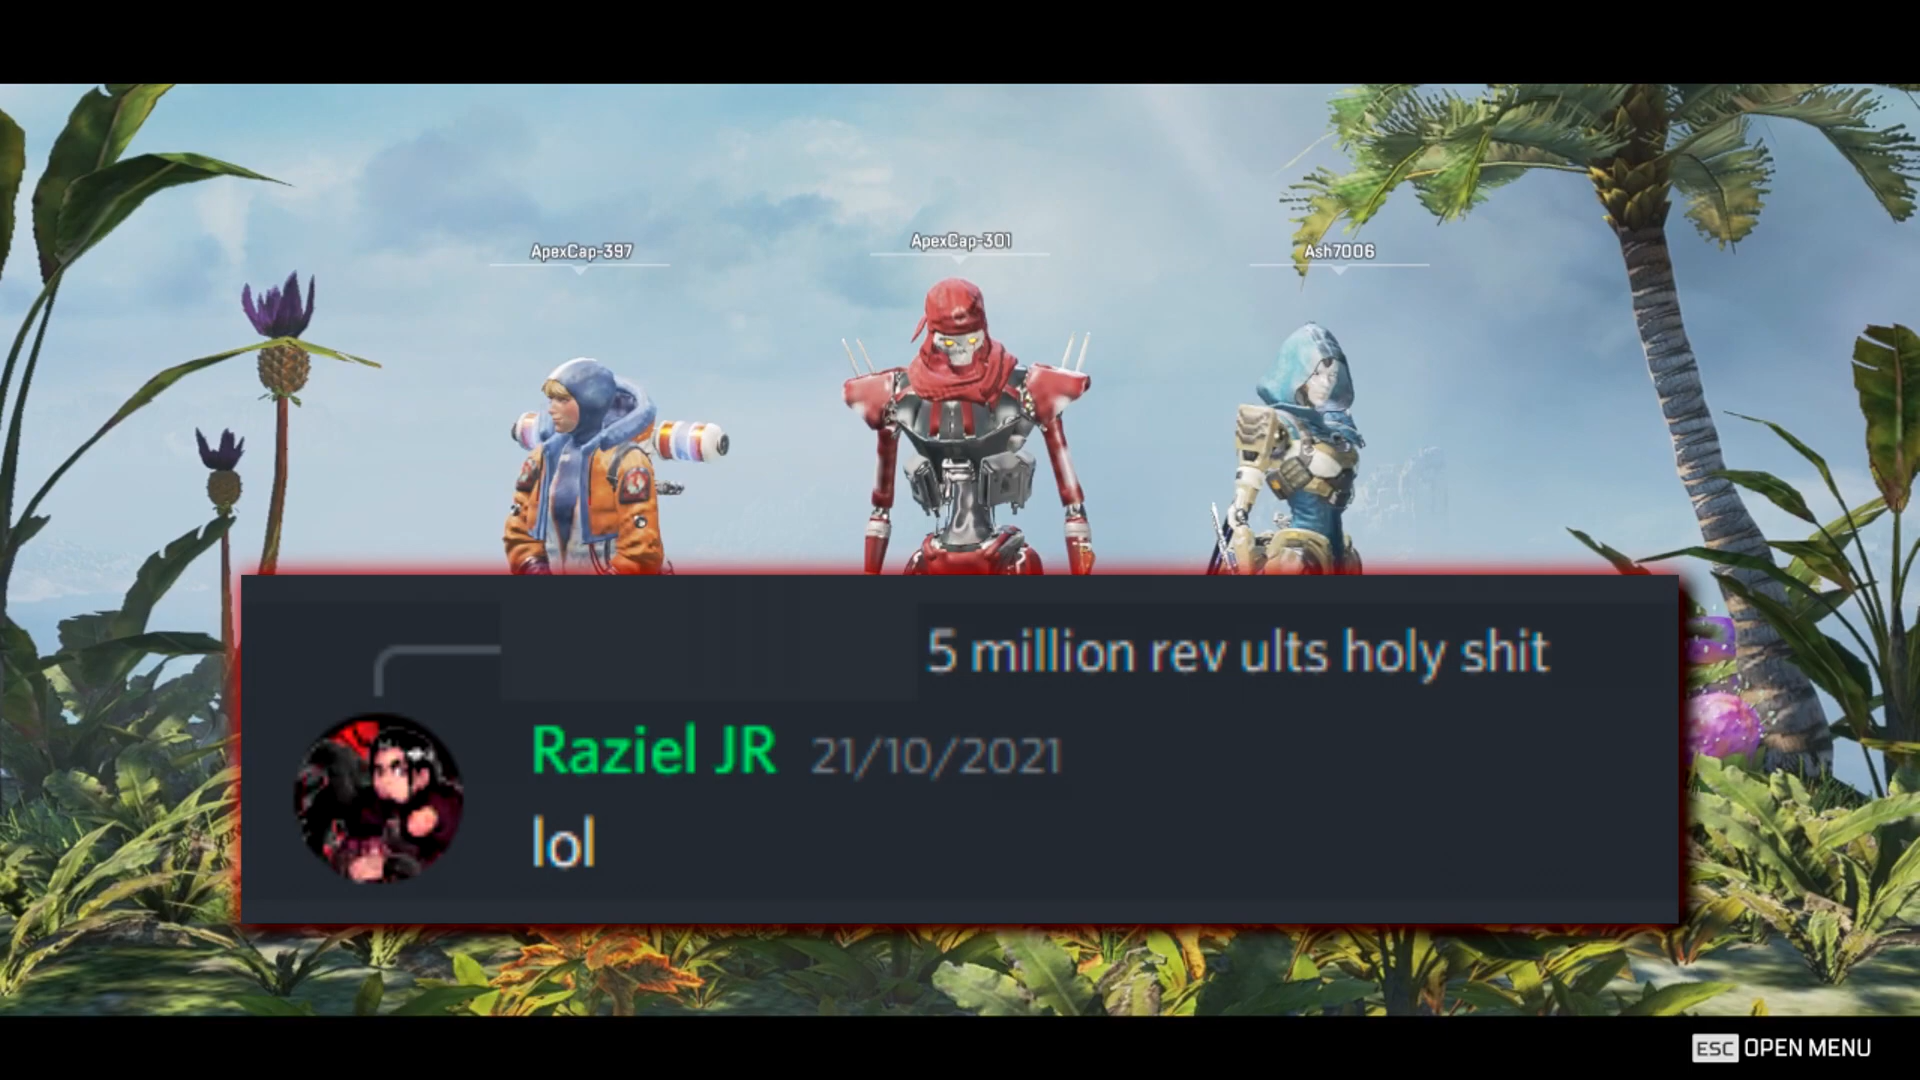 ApexCap-397
ApexCap-301
Ash7006
5 million rev ults holy shit
Raziel JR 21/10/2021
lol
ESC OPEN MENU